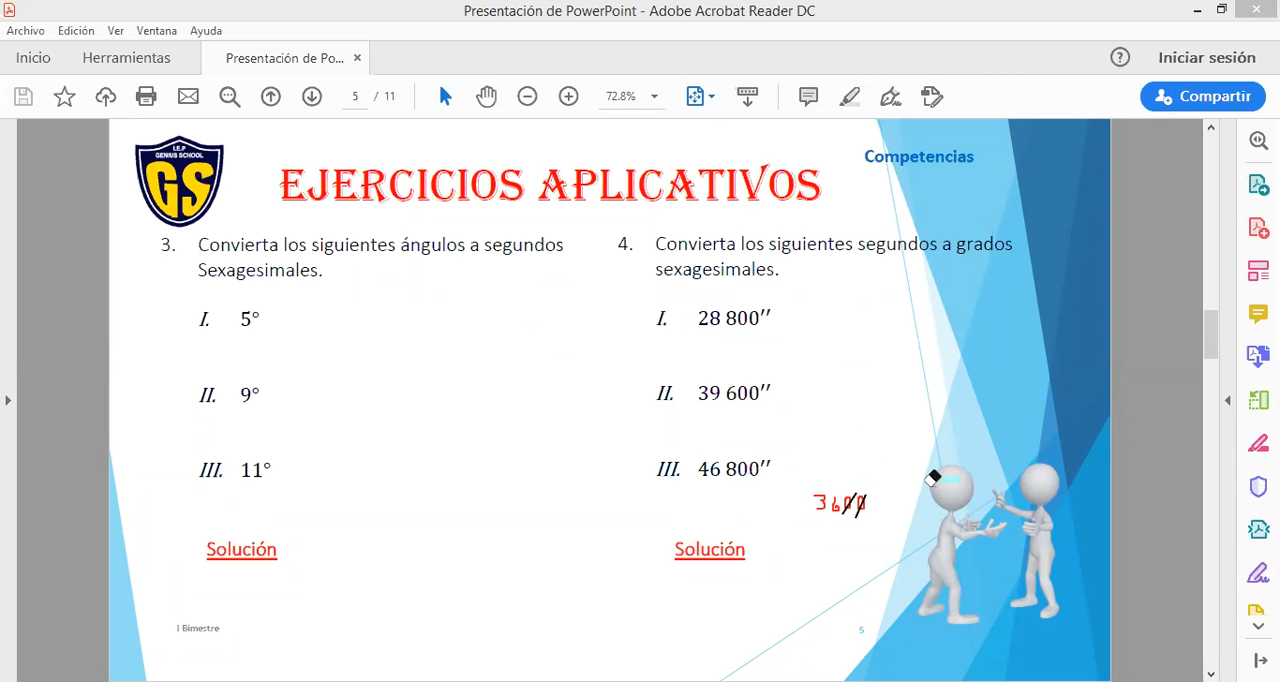 Presentación de PowerPoint - Adobe Acrobat Reader DC
Archivo Edición Ver Ventana Ayuda
Inicio Herramientas Presentación de Po... × Iniciar sesión
5 / 11 72.8% Compartir
I.E.P
GENIUS SCHOOL
GS
EJERCICIOS APLICATIVOS
Competencias
3. Convierta los siguientes ángulos a segundos
Sexagesimales.
I. 5°
II. 9°
III. 11°
Solución
4. Convierta los siguientes segundos a grados
sexagesimales.
I. 28 800′′
II. 39 600′′
III. 46 800′′
3600
Solución
I Bimestre
5